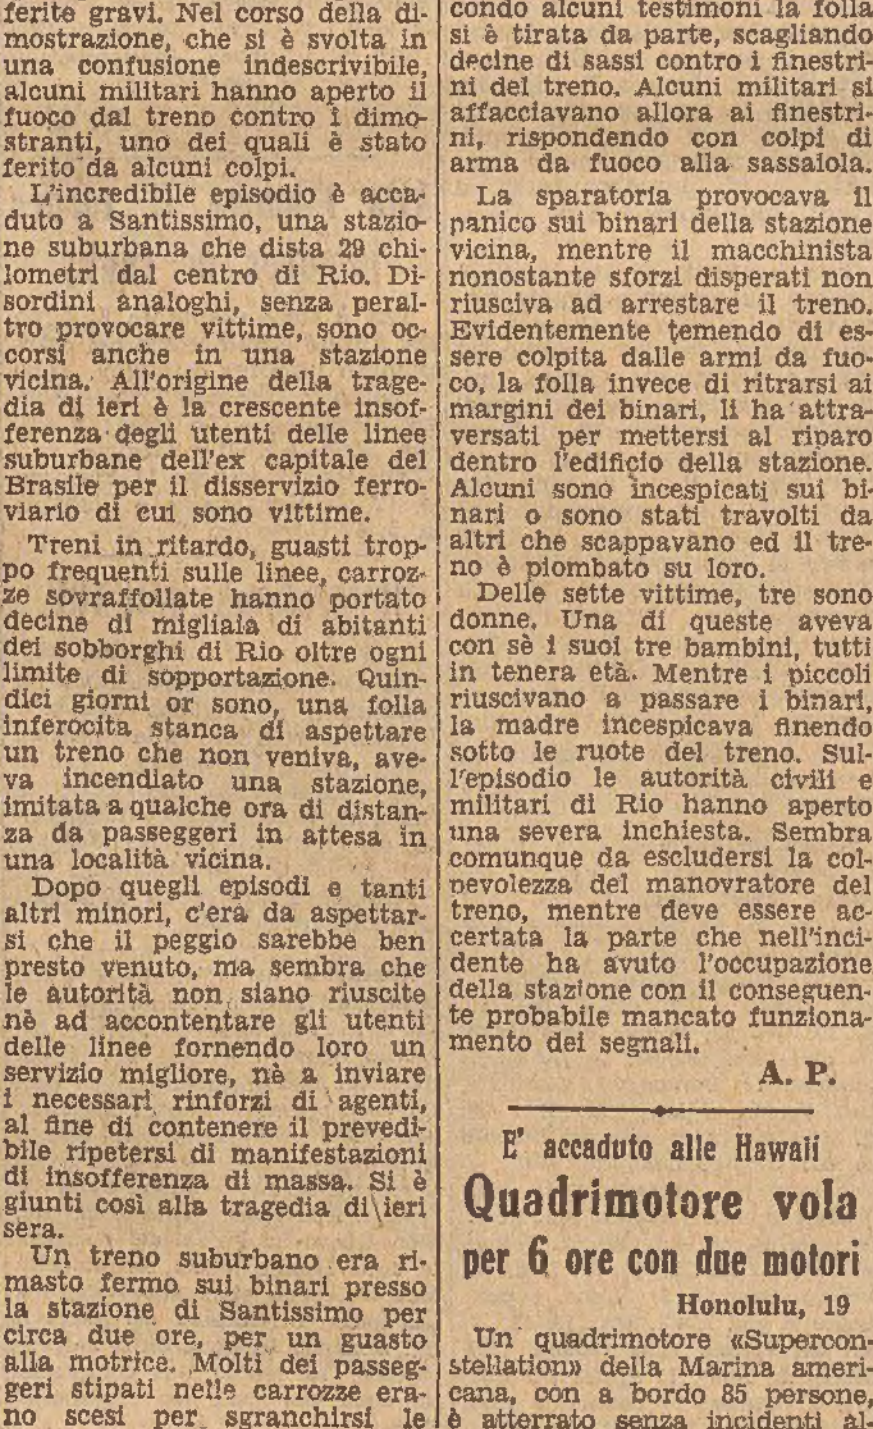 ferite gravi. Nel corso della di-
mostrazione, che si è svolta in
una confusione indescrivibile,
alcuni militari hanno aperto il
fuoco dal treno contro i dimo-
stranti, uno dei quali è stato
ferito da alcuni colpi.
L'incredibile episodio è acca-
duto a Santissimo, una stazio-
ne suburbana che dista 29 chi-
lometri dal centro di Rio. Di-
sordini analoghi, senza peral-
tro provocare vittime, sono oc-
corsi anche in una stazione
vicina. All'origine della trage-
dia di ieri è la crescente insof-
ferenza degli utenti delle linee
suburbane dell'ex capitale del
Brasile per il disservizio ferro-
viario di cui sono vittime.
Treni in ritardo, guasti trop-
po frequenti sulle linee, carroz-
ze sovraffollate hanno portato
decine di migliaia di abitanti
dei sobborghi di Rio oltre ogni
limite di sopportazione. Quin-
dici giorni or sono, una folla
inferocita stanca di aspettare
un treno che non veniva, ave-
va incendiato una stazione,
imitata a qualche ora di distan-
za da passeggeri in attesa in
una località vicina.
Dopo quegli episodi e tanti
altri minori, c'era da aspettar-
si che il peggio sarebbe ben
presto venuto, ma sembra che
le autorità non siano riuscite
nè ad accontentare gli utenti
delle linee fornendo loro un
servizio migliore, nè a inviare
i necessari rinforzi di agenti,
al fine di contenere il prevedi-
bile ripetersi di manifestazioni
di insofferenza di massa. Si è
giunti così alla tragedia di ieri
sera.
Un treno suburbano era ri-
masto fermo sui binari presso
la stazione di Santissimo per
circa due ore, per un guasto
alla motrice. Molti dei passeg-
geri stipati nelle carrozze era-
no scesi per sgranchirsi le
condo alcuni testimoni la folla
si è tirata da parte, scagliando
decine di sassi contro i finestri-
ni del treno. Alcuni militari si
affacciavano allora ai finestri-
ni, rispondendo con colpi di
arma da fuoco alla sassaiola.
La sparatoria provocava il
panico sui binari della stazione
vicina, mentre il macchinista
nonostante sforzi disperati non
riusciva ad arrestare il treno.
Evidentemente temendo di es-
sere colpita dalle armi da fuo-
co, la folla invece di ritrarsi ai
margini dei binari, li ha attra-
versati per mettersi al riparo
dentro l'edificio della stazione.
Alcuni sono incespicati sui bi-
nari o sono stati travolti da
altri che scappavano ed il tre-
no è piombato su loro.
Delle sette vittime, tre sono
donne. Una di queste aveva
con sè i suoi tre bambini, tutti
in tenera età. Mentre i piccoli
riuscivano a passare i binari,
la madre incespicava finendo
sotto le ruote del treno. Sul-
l'episodio le autorità civili e
militari di Rio hanno aperto
una severa inchiesta. Sembra
comunque da escludersi la col-
pevolezza del manovratore del
treno, mentre deve essere ac-
certata la parte che nell'inci-
dente ha avuto l'occupazione
della stazione con il conseguen-
te probabile mancato funziona-
mento dei segnali.
A. P.
E' accaduto alle Hawaii
Quadrimotore vola
per 6 ore con due motori
Honolulu, 19
Un quadrimotore «Supercon-
stellation» della Marina ameri-
cana, con a bordo 85 persone,
è atterrato senza incidenti al-